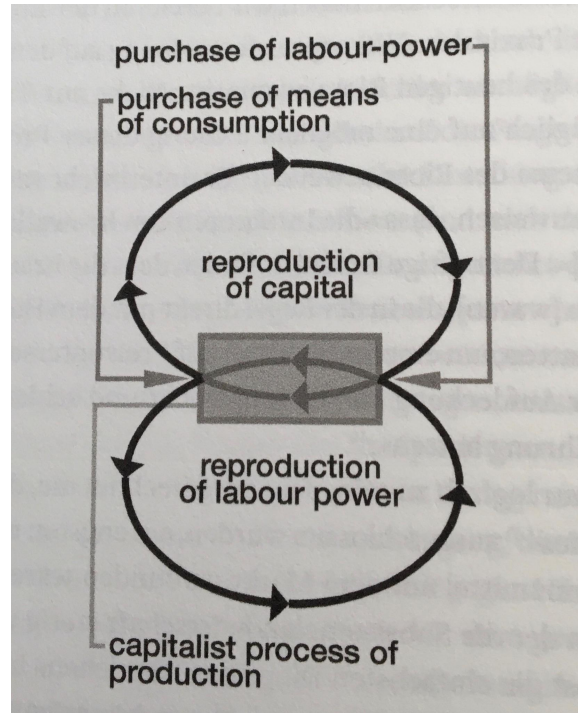 purchase of labour-power
purchase of means
of consumption
reproduction
of capital
reproduction
of labour power
capitalist process of
production